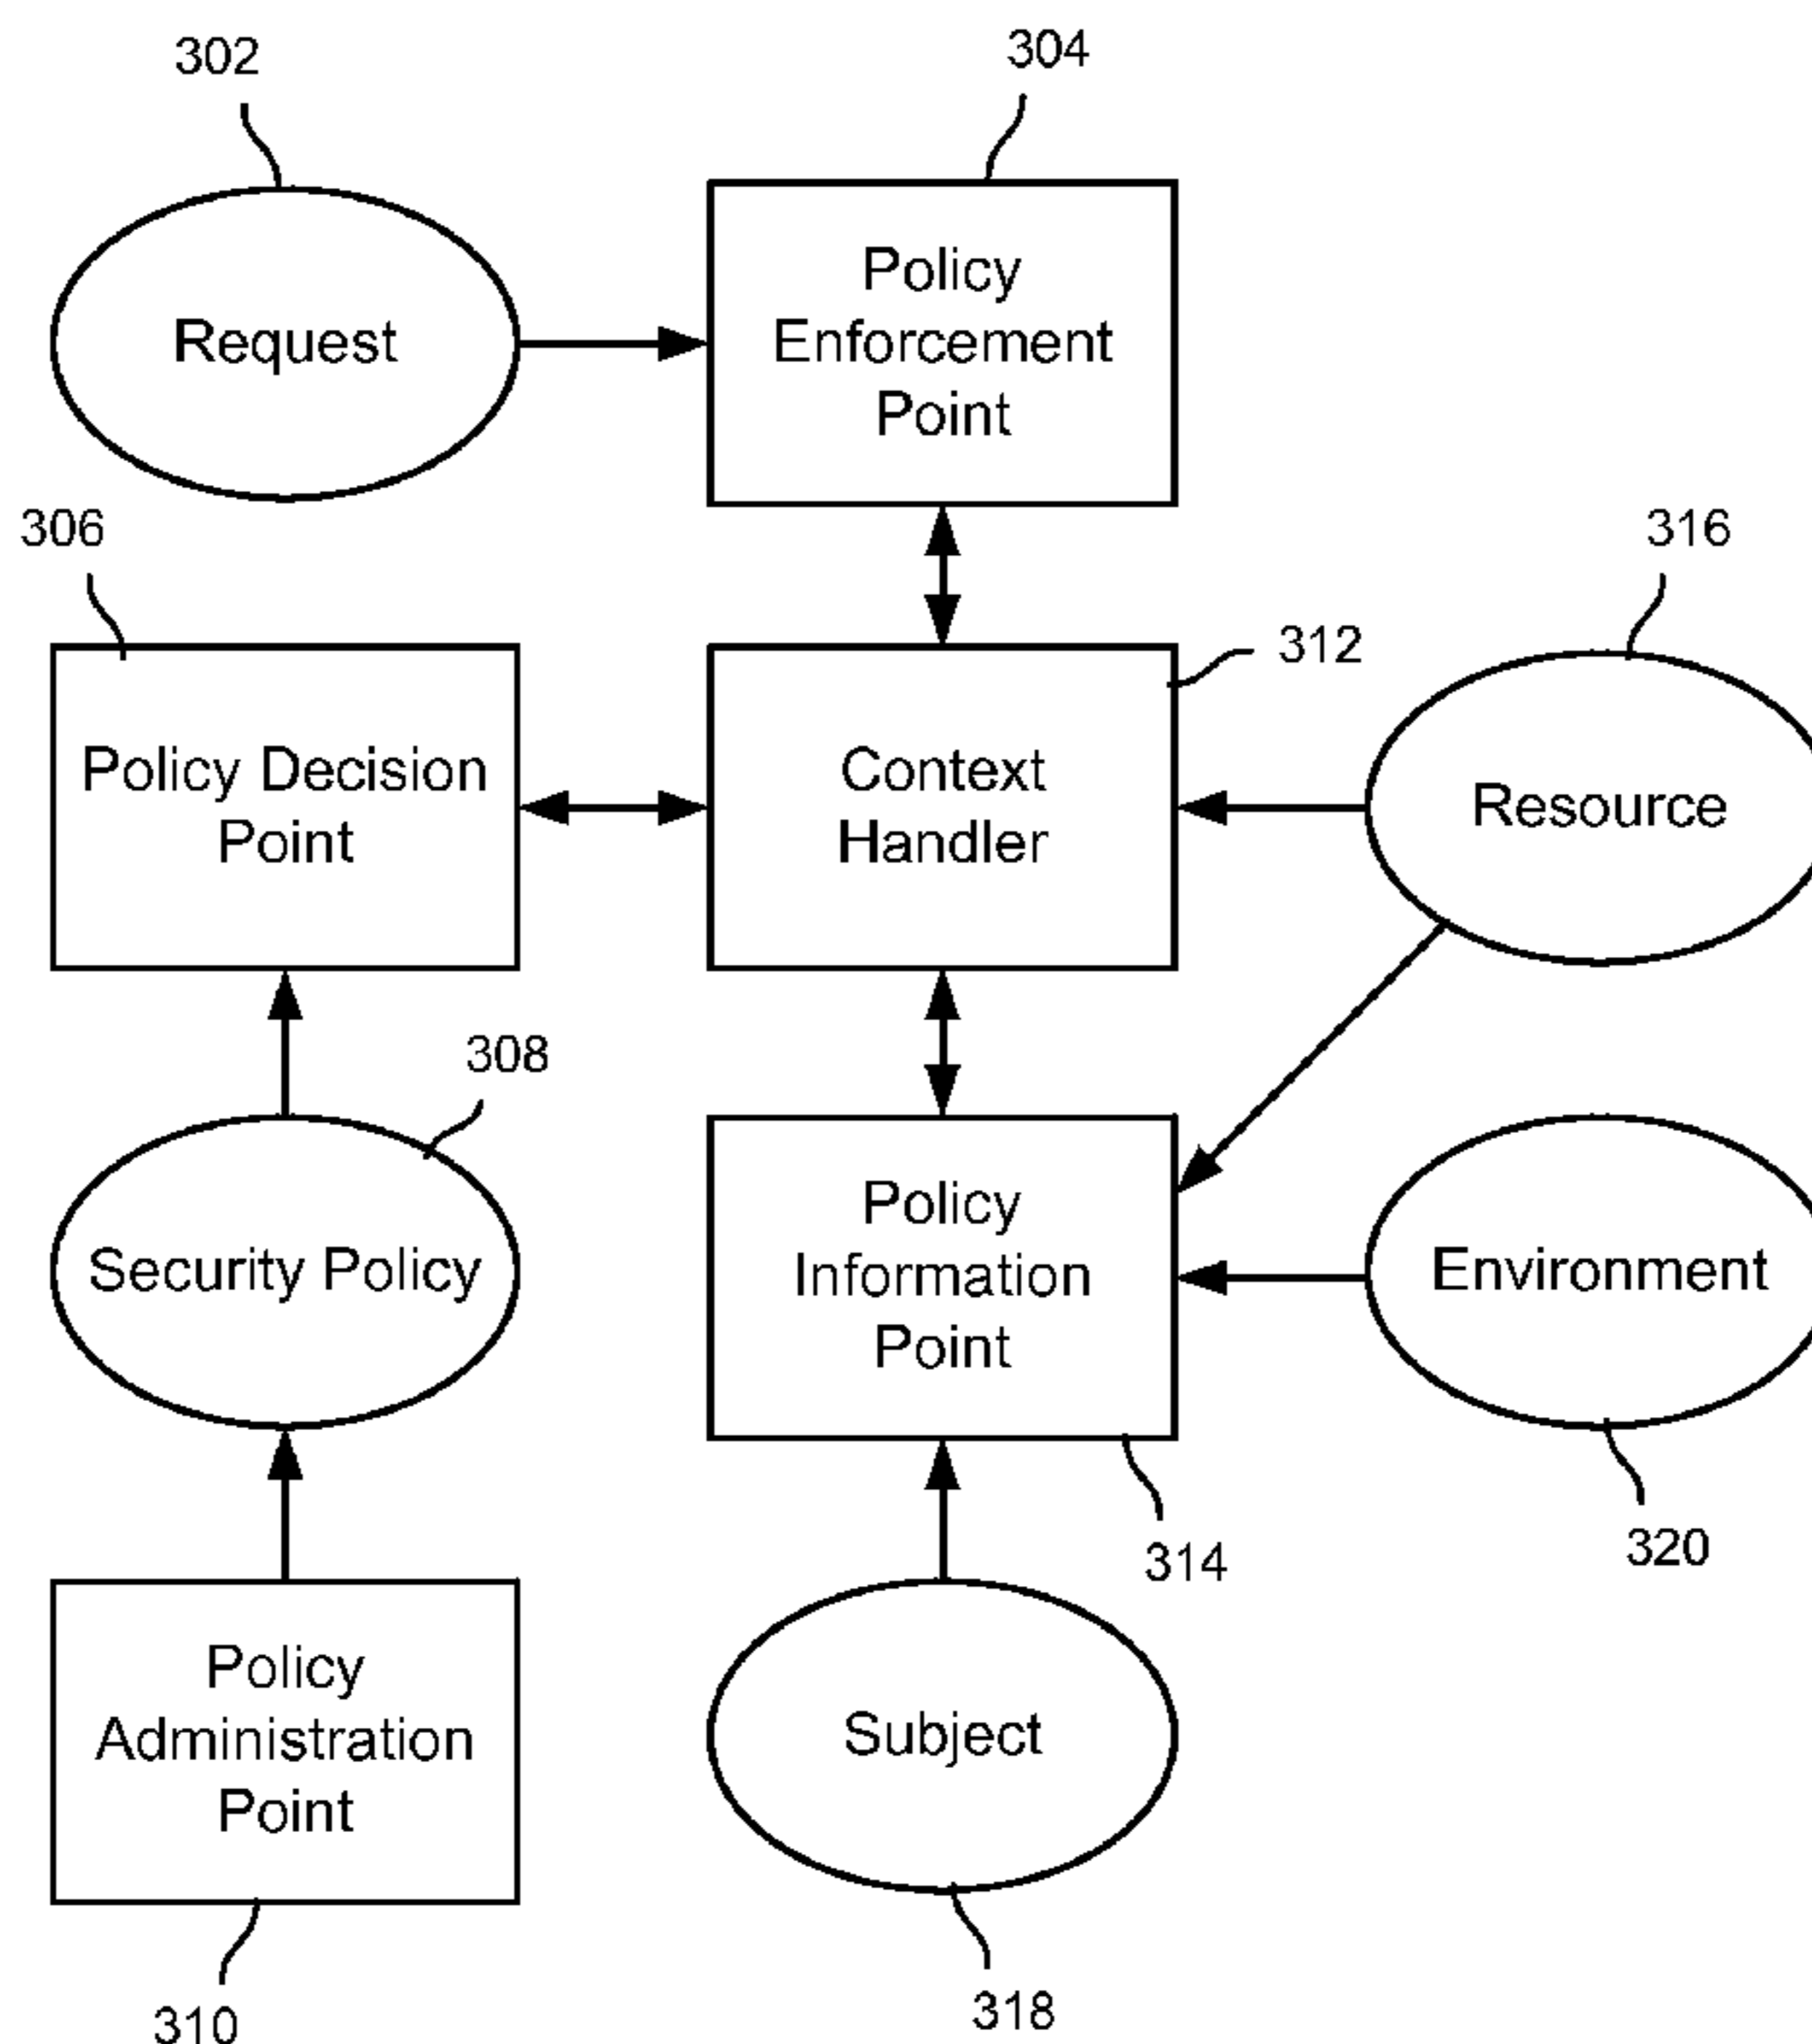 302
304
Request
Policy
Enforcement
Point
306
316
312
Policy Decision
Point
Context
Handler
Resource
308
Security Policy
Policy
Information
Point
Environment
314
320
Policy
Administration
Point
Subject
310
318